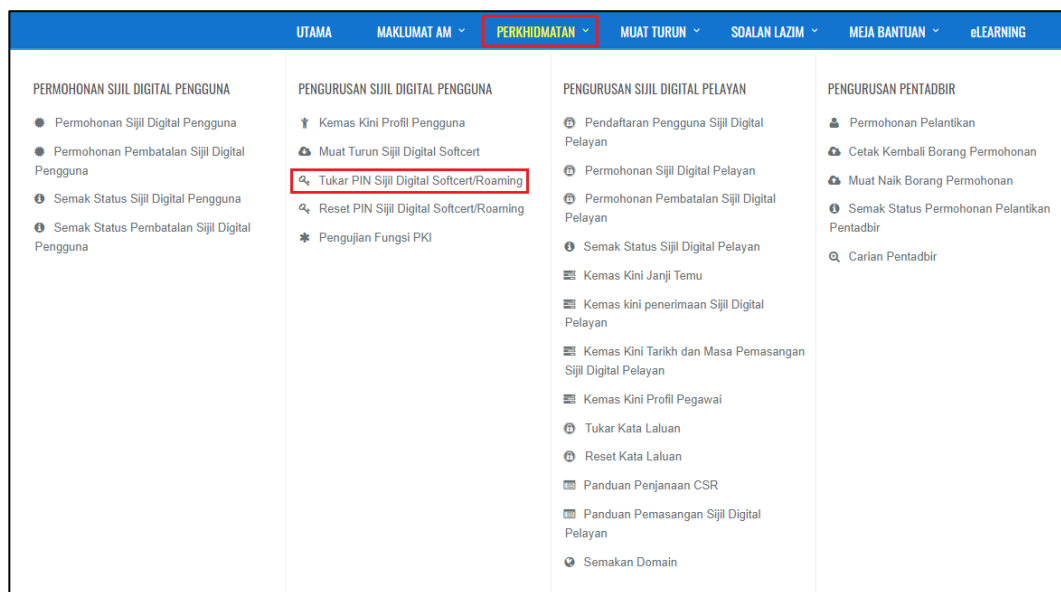 UTAMA MAKLUMAT AM PERKHIDMATAN MUAT TURUN SOALAN LAZIM MEJA BANTUAN eLEARNING
PERMOHONAN SIJIL DIGITAL PENGGUNA
Permohonan Sijil Digital Pengguna
Permohonan Pembatalan Sijil Digital
Pengguna
Semak Status Sijil Digital Pengguna
Semak Status Pembatalan Sijil Digital
Pengguna
PENGURUSAN SIJIL DIGITAL PENGGUNA
Kemas Kini Profil Pengguna
Muat Turun Sijil Digital Softcert
Tukar PIN Sijil Digital Softcert/Roaming
Reset PIN Sijil Digital Softcert/Roaming
Pengujian Fungsi PKI
PENGURUSAN SIJIL DIGITAL PELAYAN
Pendaftaran Pengguna Sijil Digital
Pelayan
Permohonan Sijil Digital Pelayan
Permohonan Pembatalan Sijil Digital
Pelayan
Semak Status Sijil Digital Pelayan
Kemas Kini Janji Temu
Kemas kini penerimaan Sijil Digital
Pelayan
Kemas Kini Tarikh dan Masa Pemasangan
Sijil Digital Pelayan
Kemas Kini Profil Pegawai
Tukar Kata Laluan
Reset Kata Laluan
Panduan Penjanaan CSR
Panduan Pemasangan Sijil Digital
Pelayan
Semakan Domain
PENGURUSAN PENTADBIR
Permohonan Pelantikan
Cetak Kembali Borang Permohonan
Muat Naik Borang Permohonan
Semak Status Permohonan Pelantikan
Pentadbir
Carian Pentadbir